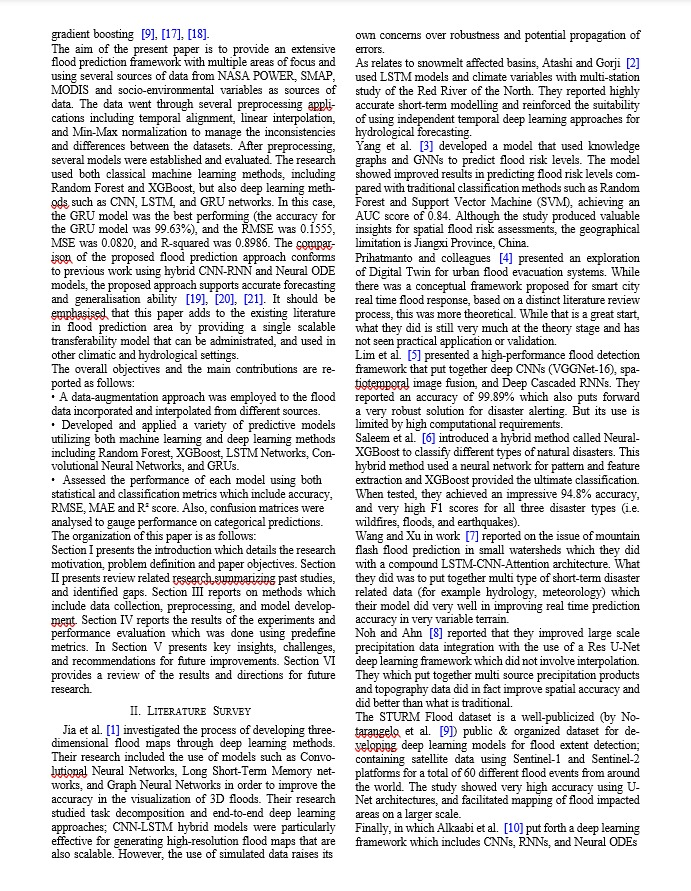 gradient boosting [9], [17], [18].
The aim of the present paper is to provide an extensive
flood prediction framework with multiple areas of focus and
using several sources of data from NASA POWER, SMAP,
MODIS and socio-environmental variables as sources of
data. The data went through several preprocessing appli-
cations including temporal alignment, linear interpolation,
and Min-Max normalization to manage the inconsistencies
and differences between the datasets. After preprocessing,
several models were established and evaluated. The research
used both classical machine learning methods, including
Random Forest and XGBoost, but also deep learning meth-
ods such as CNN, LSTM, and GRU networks. In this case,
the GRU model was the best performing (the accuracy for
the GRU model was 99.63%), and the RMSE was 0.1555,
MSE was 0.0820, and R-squared was 0.8986. The compar-
ison of the proposed flood prediction approach conforms
to previous work using hybrid CNN-RNN and Neural ODE
models, the proposed approach supports accurate forecasting
and generalisation ability [19], [20], [21]. It should be
emphasised that this paper adds to the existing literature
in flood prediction area by providing a single scalable
transferability model that can be administrated, and used in
other climatic and hydrological settings.
The overall objectives and the main contributions are re-
ported as follows:
• A data-augmentation approach was employed to the flood
data incorporated and interpolated from different sources.
• Developed and applied a variety of predictive models
utilizing both machine learning and deep learning methods
including Random Forest, XGBoost, LSTM Networks, Con-
volutional Neural Networks, and GRUs.
• Assessed the performance of each model using both
statistical and classification metrics which include accuracy,
RMSE, MAE and R² score. Also, confusion matrices were
analysed to gauge performance on categorical predictions.
The organization of this paper is as follows:
Section I presents the introduction which details the research
motivation, problem definition and paper objectives. Section
II presents review related research,summarizing past studies,
and identified gaps. Section III reports on methods which
include data collection, preprocessing, and model develop-
ment. Section IV reports the results of the experiments and
performance evaluation which was done using predefine
metrics. In Section V presents key insights, challenges,
and recommendations for future improvements. Section VI
provides a review of the results and directions for future
research.
II. LITERATURE SURVEY
Jia et al. [1] investigated the process of developing three-
dimensional flood maps through deep learning methods.
Their research included the use of models such as Convo-
lutional Neural Networks, Long Short-Term Memory net-
works, and Graph Neural Networks in order to improve the
accuracy in the visualization of 3D floods. Their research
studied task decomposition and end-to-end deep learning
approaches; CNN-LSTM hybrid models were particularly
effective for generating high-resolution flood maps that are
also scalable. However, the use of simulated data raises its
own concerns over robustness and potential propagation of
errors.
As relates to snowmelt affected basins, Atashi and Gorji [2]
used LSTM models and climate variables with multi-station
study of the Red River of the North. They reported highly
accurate short-term modelling and reinforced the suitability
of using independent temporal deep learning approaches for
hydrological forecasting.
Yang et al. [3] developed a model that used knowledge
graphs and GNNs to predict flood risk levels. The model
showed improved results in predicting flood risk levels com-
pared with traditional classification methods such as Random
Forest and Support Vector Machine (SVM), achieving an
AUC score of 0.84. Although the study produced valuable
insights for spatial flood risk assessments, the geographical
limitation is Jiangxi Province, China.
Prihatmanto and colleagues [4] presented an exploration
of Digital Twin for urban flood evacuation systems. While
there was a conceptual framework proposed for smart city
real time flood response, based on a distinct literature review
process, this was more theoretical. While that is a great start,
what they did is still very much at the theory stage and has
not seen practical application or validation.
Lim et al. [5] presented a high-performance flood detection
framework that put together deep CNNs (VGGNet-16), spa-
tiotemporal image fusion, and Deep Cascaded RNNs. They
reported an accuracy of 99.89% which also puts forward
a very robust solution for disaster alerting. But its use is
limited by high computational requirements.
Saleem et al. [6] introduced a hybrid method called Neural-
XGBoost to classify different types of natural disasters. This
hybrid method used a neural network for pattern and feature
extraction and XGBoost provided the ultimate classification.
When tested, they achieved an impressive 94.8% accuracy,
and very high F1 scores for all three disaster types (i.e.
wildfires, floods, and earthquakes).
Wang and Xu in work [7] reported on the issue of mountain
flash flood prediction in small watersheds which they did
with a compound LSTM-CNN-Attention architecture. What
they did was to put together multi type of short-term disaster
related data (for example hydrology, meteorology) which
their model did very well in improving real time prediction
accuracy in very variable terrain.
Noh and Ahn [8] reported that they improved large scale
precipitation data integration with the use of a Res U-Net
deep learning framework which did not involve interpolation.
They which put together multi source precipitation products
and topography data did in fact improve spatial accuracy and
did better than what is traditional.
The STURM Flood dataset is a well-publicized (by No-
tarangelo et al. [9]) public & organized dataset for de-
veloping deep learning models for flood extent detection;
containing satellite data using Sentinel-1 and Sentinel-2
platforms for a total of 60 different flood events from around
the world. The study showed very high accuracy using U-
Net architectures, and facilitated mapping of flood impacted
areas on a larger scale.
Finally, in which Alkaabi et al. [10] put forth a deep learning
framework which includes CNNs, RNNs, and Neural ODEs